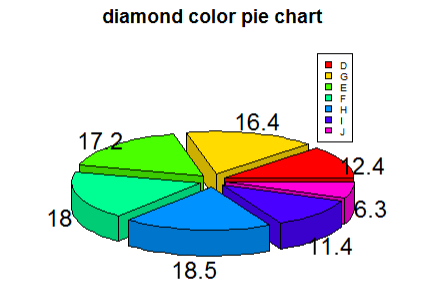 diamond color pie chart
D
G
E
F
H
I
J
16.4
17.2
12.4
6.3
18
11.4
18.5